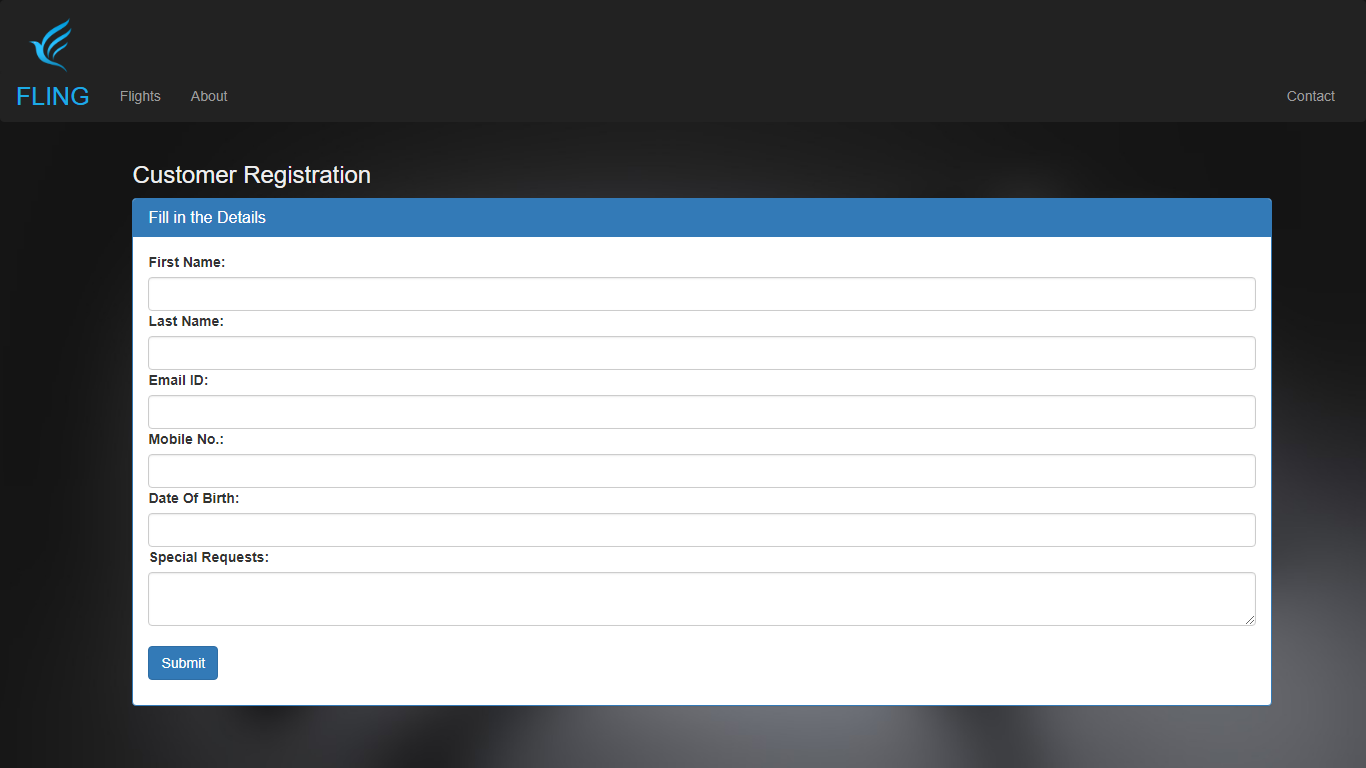 FLING Flights About Contact
Customer Registration
Fill in the Details
First Name:
Last Name:
Email ID:
Mobile No.:
Date Of Birth:
Special Requests:
Submit